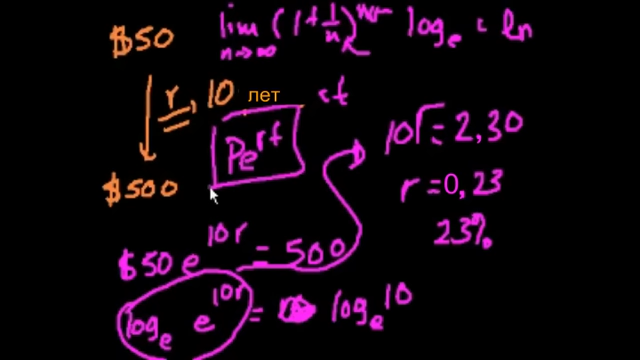 $50
lim n→∞ (1+1/n)^nr log_e = ln
r, 10 лет
Pe^rt
$500
10r = 2,30
r = 0,23
23%
$50 e^10r = 500
log_e e^10r = log_e 10